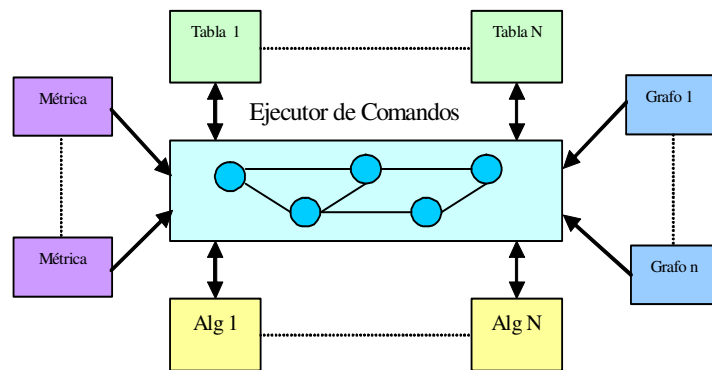 Tabla 1
Tabla N
Métrica
Ejecutor de Comandos
Grafo 1
Métrica
Grafo n
Alg 1
Alg N